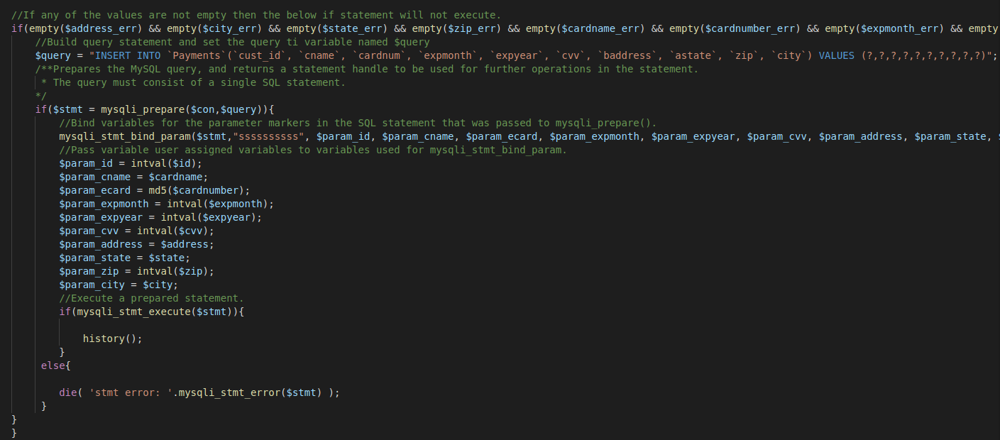 //If any of the values are not empty then the below if statement will not execute.
if(empty($address_err) && empty($city_err) && empty($state_err) && empty($zip_err) && empty($cardname_err) && empty($cardnumber_err) && empty($expmonth_err) && empty
//Build query statement and set the query ti variable named $query
$query = "INSERT INTO `Payments`(`cust_id`, `cname`, `cardnum`, `expmonth`, `expyear`, `cvv`, `baddress`, `astate`, `zip`, `city`) VALUES (?,?,?,?,?,?,?,?,?,?)";
/**Prepares the MySQL query, and returns a statement handle to be used for further operations in the statement.
* The query must consist of a single SQL statement.
*/
if($stmt = mysqli_prepare($con,$query)){
//Bind variables for the parameter markers in the SQL statement that was passed to mysqli_prepare().
mysqli_stmt_bind_param($stmt,"ssssssssss", $param_id, $param_cname, $param_ecard, $param_expmonth, $param_expyear, $param_cvv, $param_address, $param_state,
//Pass variable user assigned variables to variables used for mysqli_stmt_bind_param.
$param_id = intval($id);
$param_cname = $cardname;
$param_ecard = md5($cardnumber);
$param_expmonth = intval($expmonth);
$param_expyear = intval($expyear);
$param_cvv = intval($cvv);
$param_address = $address;
$param_state = $state;
$param_zip = intval($zip);
$param_city = $city;
//Execute a prepared statement.
if(mysqli_stmt_execute($stmt)){
history();
}
else{
die( 'stmt error: '.mysqli_stmt_error($stmt) );
}
}
}